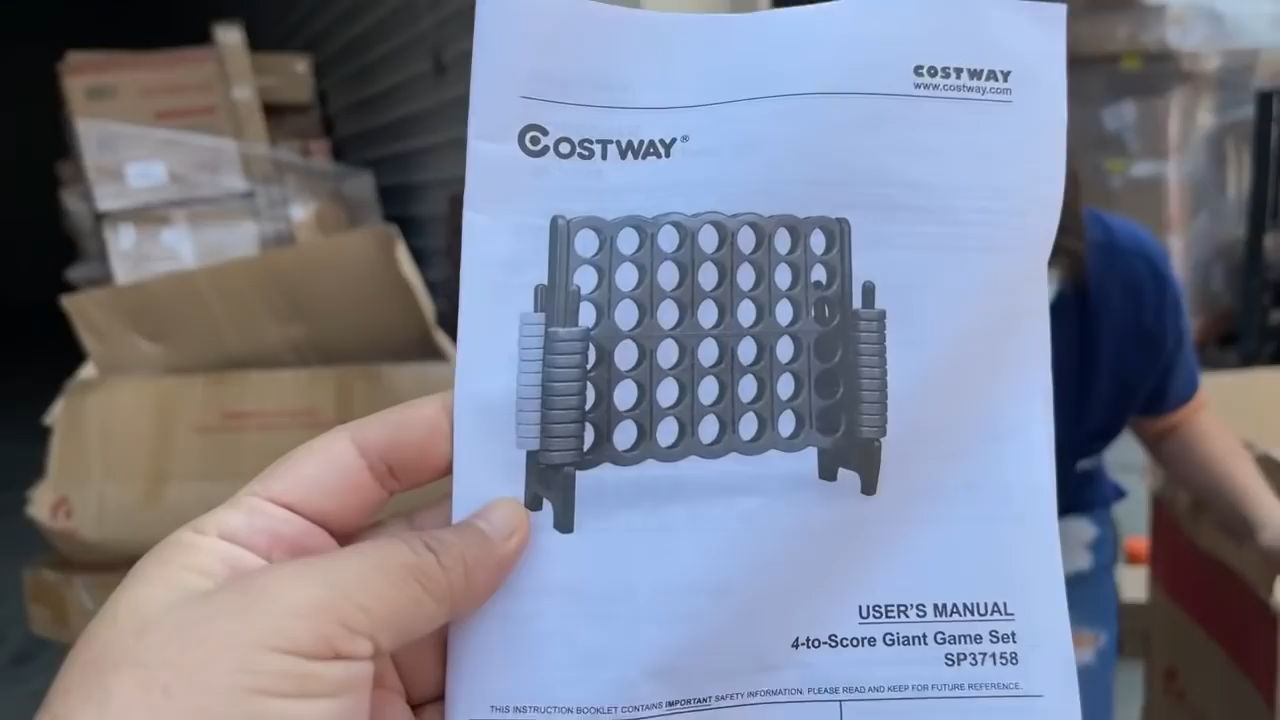 COSTWAY
www.costway.com
COSTWAY®
USER'S MANUAL
4-to-Score Giant Game Set
SP37158
THIS INSTRUCTION BOOKLET CONTAINS IMPORTANT SAFETY INFORMATION. PLEASE READ AND KEEP FOR FUTURE REFERENCE.